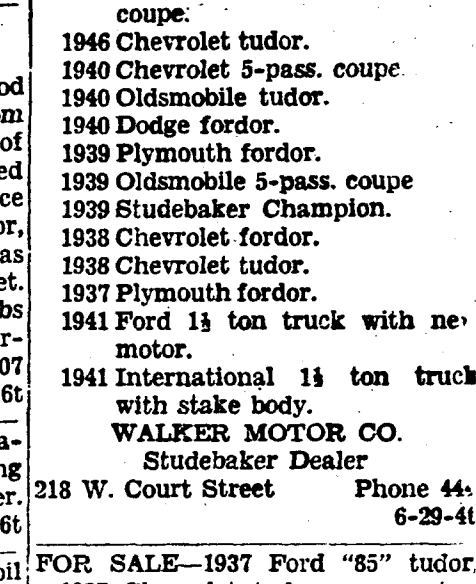 coupe.
1946 Chevrolet tudor.
1940 Chevrolet 5-pass. coupe
1940 Oldsmobile tudor.
1940 Dodge fordor.
1939 Plymouth fordor.
1939 Oldsmobile 5-pass. coupe
1939 Studebaker Champion.
1938 Chevrolet fordor.
1938 Chevrolet tudor.
1937 Plymouth fordor.
1941 Ford 1½ ton truck with
motor.
1941 International 1½ ton truck
with stake body.
WALKER MOTOR CO.
Studebaker Dealer
218 W. Court Street Phone
6-29-4t
FOR SALE—1937 Ford "85" tudor